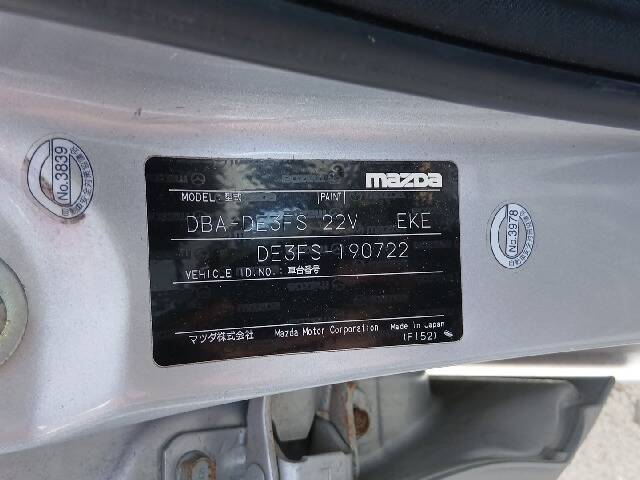 mazda
MODEL:型式 PAINT
DBA-DE3FS 22V EKE
DE3FS-190722
VEHICLE ID.NO.:車台番号
マツダ株式会社 Mazda Motor Corporation Made in Japan
(F152)
No.3839
No.3978